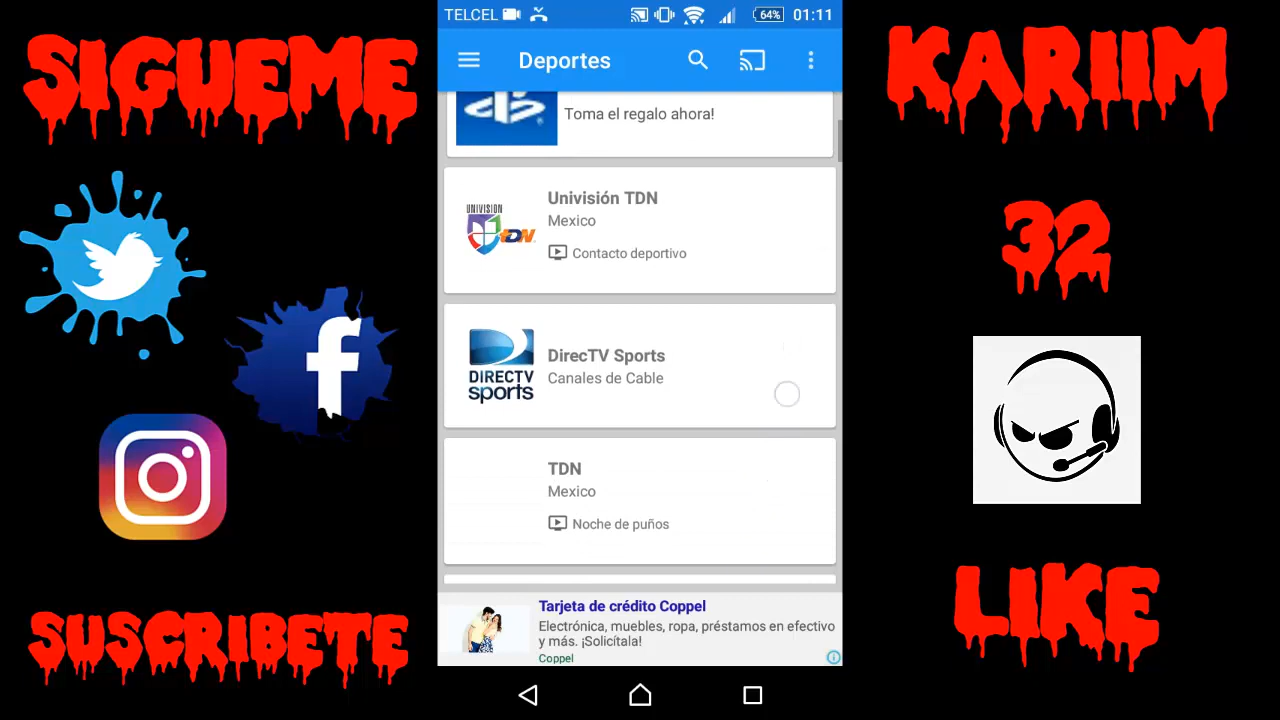 SIGUEME
SUSCRIBETE
TELCEL
64%
01:11
Deportes
Toma el regalo ahora!
UNIVISION
TDN
Univisión TDN
Mexico
Contacto deportivo
DIRECTV
sports
DirecTV Sports
Canales de Cable
TDN
Mexico
Noche de puños
Tarjeta de crédito Coppel
Electrónica, muebles, ropa, préstamos en efectivo
y más. ¡Solicítala!
Coppel
KARIIM
32
LIKE